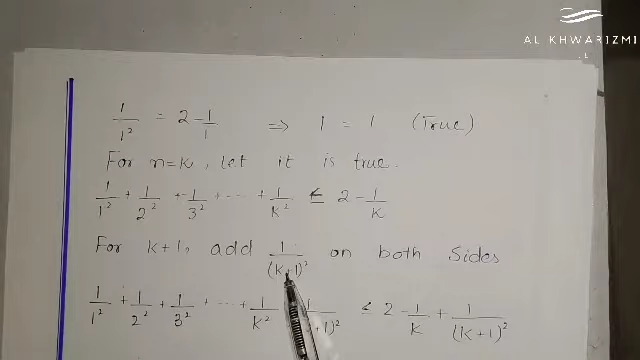 AL KHWARIZMI
1/1² = 2 - 1/1 ⇒ 1 = 1 (True)
For n=k, let it is true.
1/1² + 1/2² + 1/3² + ... + 1/k² ≤ 2 - 1/k
For k+1, add 1/(k+1)² on both sides
1/1² + 1/2² + 1/3² + ... + 1/k² 1/ +1)² ≤ 2 - 1/k + 1/(k+1)²